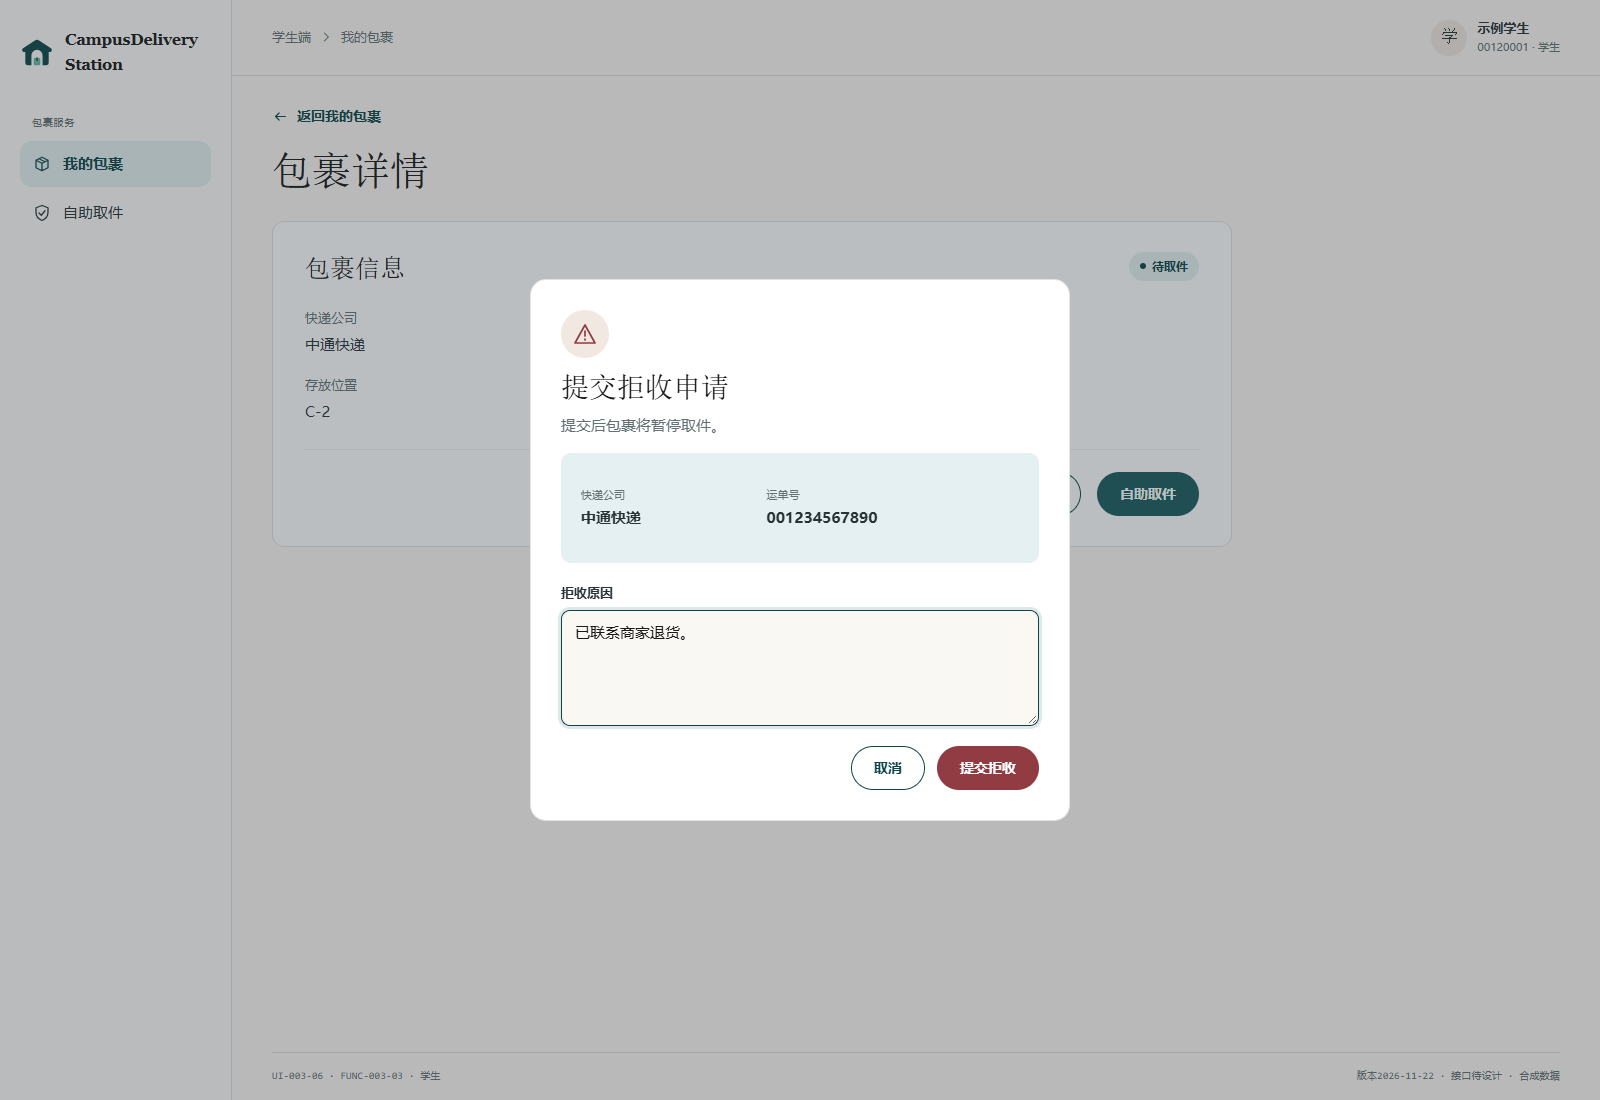 CampusDelivery
Station
包裹服务
我的包裹
自助取件
学生端 > 我的包裹
学
示例学生
00120001 · 学生
← 返回我的包裹
包裹详情
包裹信息
待取件
快递公司
中通快递
存放位置
C-2
自助取件
提交拒收申请
提交后包裹将暂停取件。
快递公司 运单号
中通快递 001234567890
拒收原因
已联系商家退货。
取消 提交拒收
UI-003-06 · FUNC-003-03 · 学生
版本2026-11-22 · 接口待设计 · 合成数据